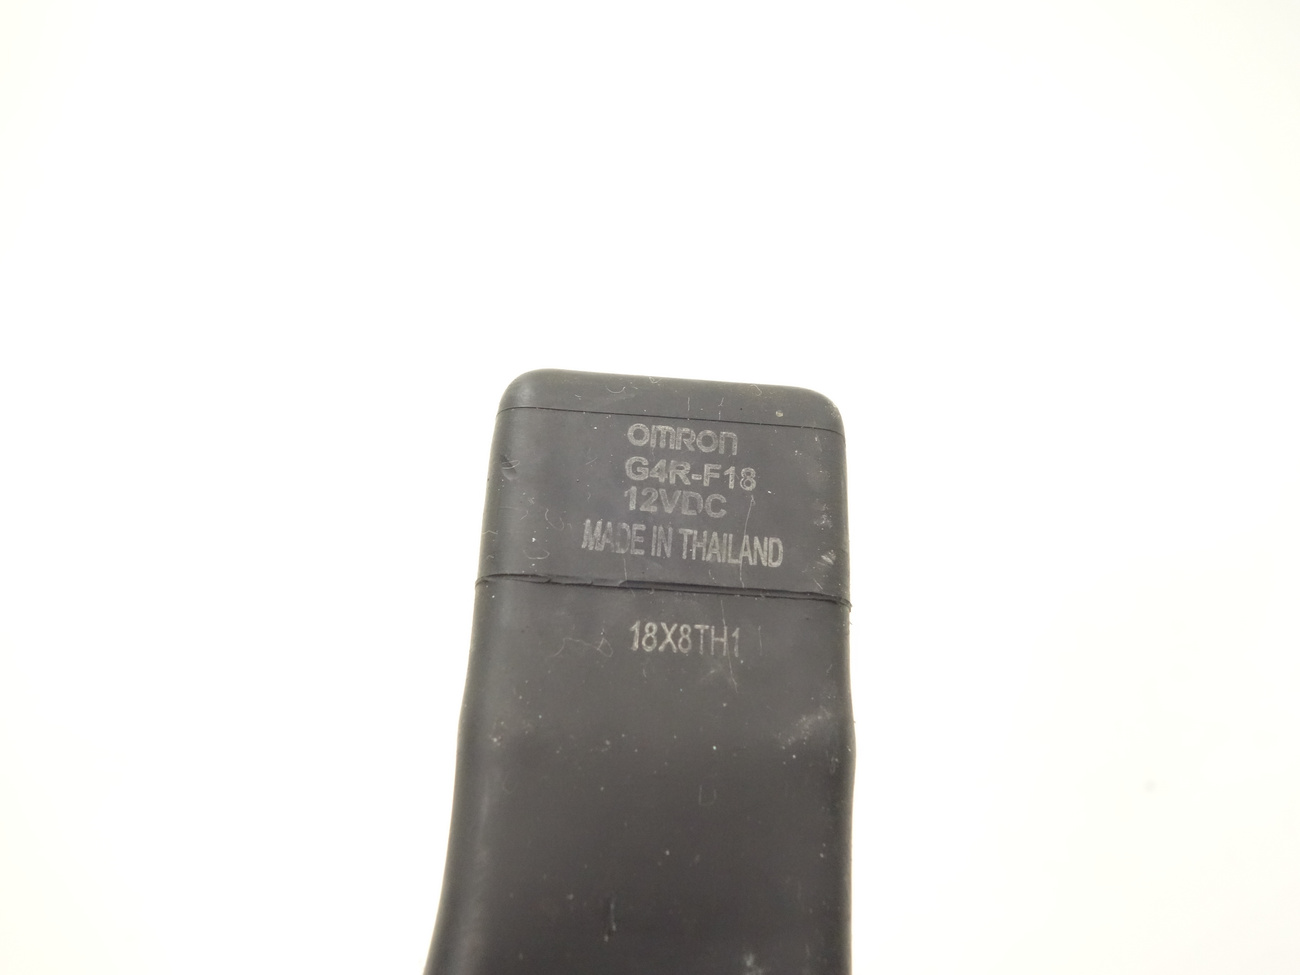 OMRON
G4R-F18
12VDC
MADE IN THAILAND
18X8TH1